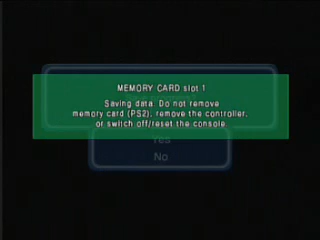 MEMORY CARD slot 1
Saving data. Do not remove
memory card (PS2), remove the controller,
or switch off/reset the console.
Yes
No